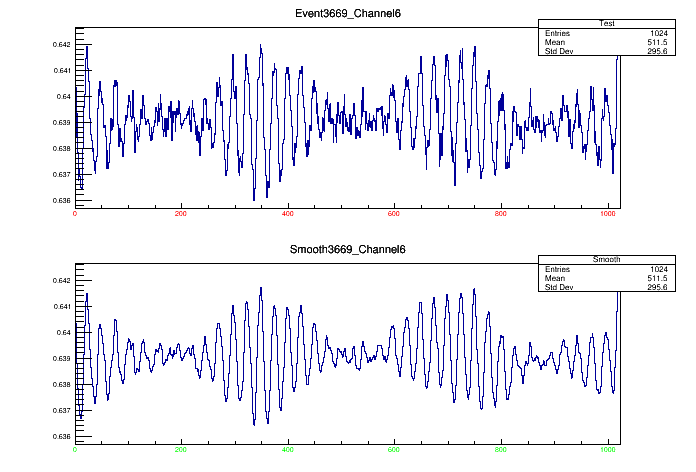 Event3669_Channel6
Test
Entries 1024
Mean 511.5
Std Dev 295.6
0.642
0.641
0.64
0.639
0.638
0.637
0.636
0 200 400 600 800 1000
Smooth3669_Channel6
Smooth
Entries 1024
Mean 511.5
Std Dev 295.6
0.642
0.641
0.64
0.639
0.638
0.637
0.636
0 200 400 600 800 1000